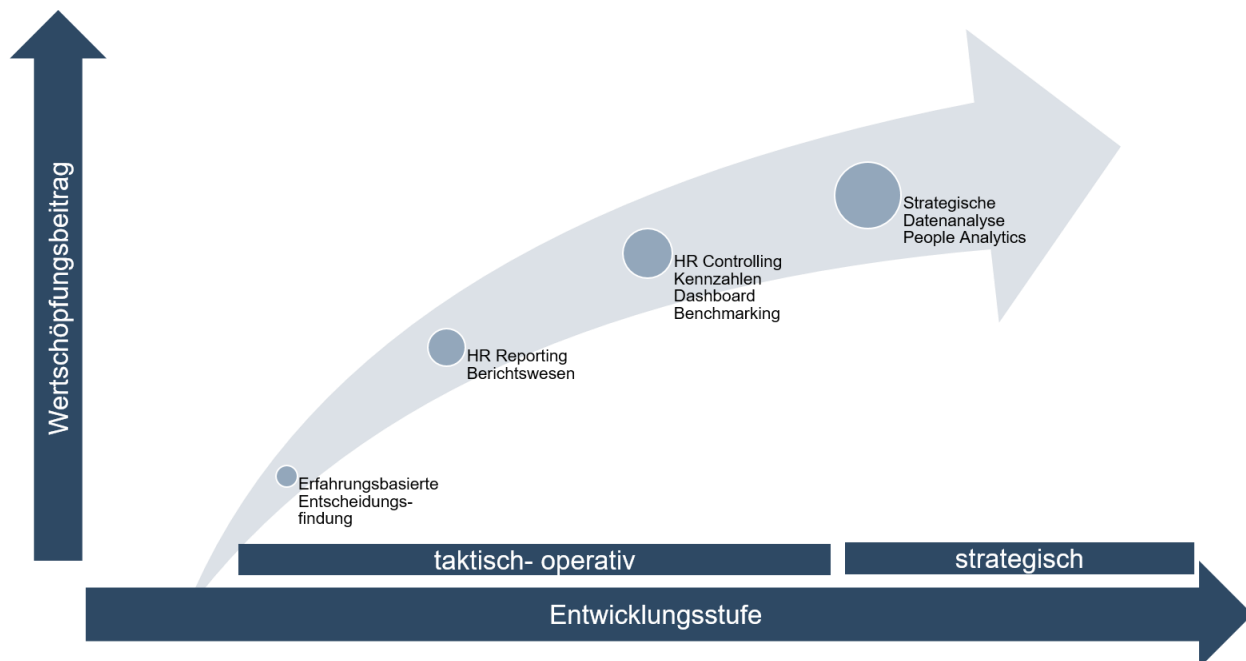 Wertschöpfungsbeitrag
Strategische
Datenanalyse
People Analytics
HR Controlling
Kennzahlen
Dashboard
Benchmarking
HR Reporting
Berichtswesen
Erfahrungsbasierte
Entscheidungs-
findung
taktisch- operativ
strategisch
Entwicklungsstufe